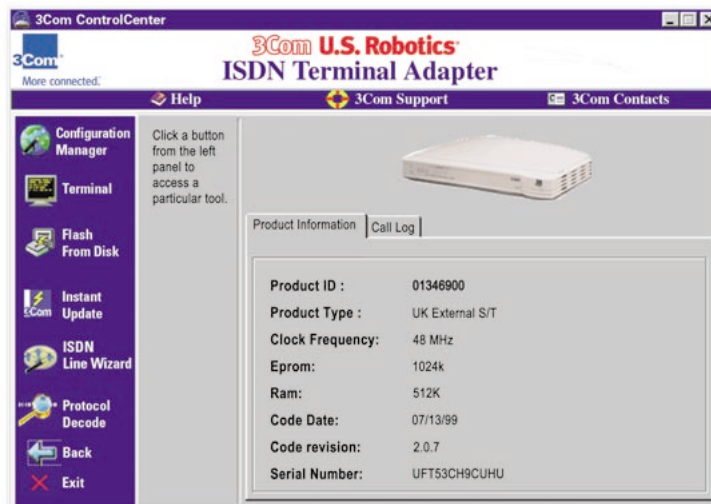 3Com ControlCenter
3Com
More connected.
3Com U.S. Robotics
ISDN Terminal Adapter
Help
3Com Support
3Com Contacts
Configuration
Manager
Terminal
Flash
From Disk
Instant
Update
3Com
ISDN
Line Wizard
Protocol
Decode
Back
Exit
Click a button
from the left
panel to
access a
particular tool.
Product Information
Call Log
Product ID : 01346900
Product Type : UK External S/T
Clock Frequency: 48 MHz
Eprom: 1024k
Ram: 512K
Code Date: 07/13/99
Code revision: 2.0.7
Serial Number: UFT53CH9CUHU